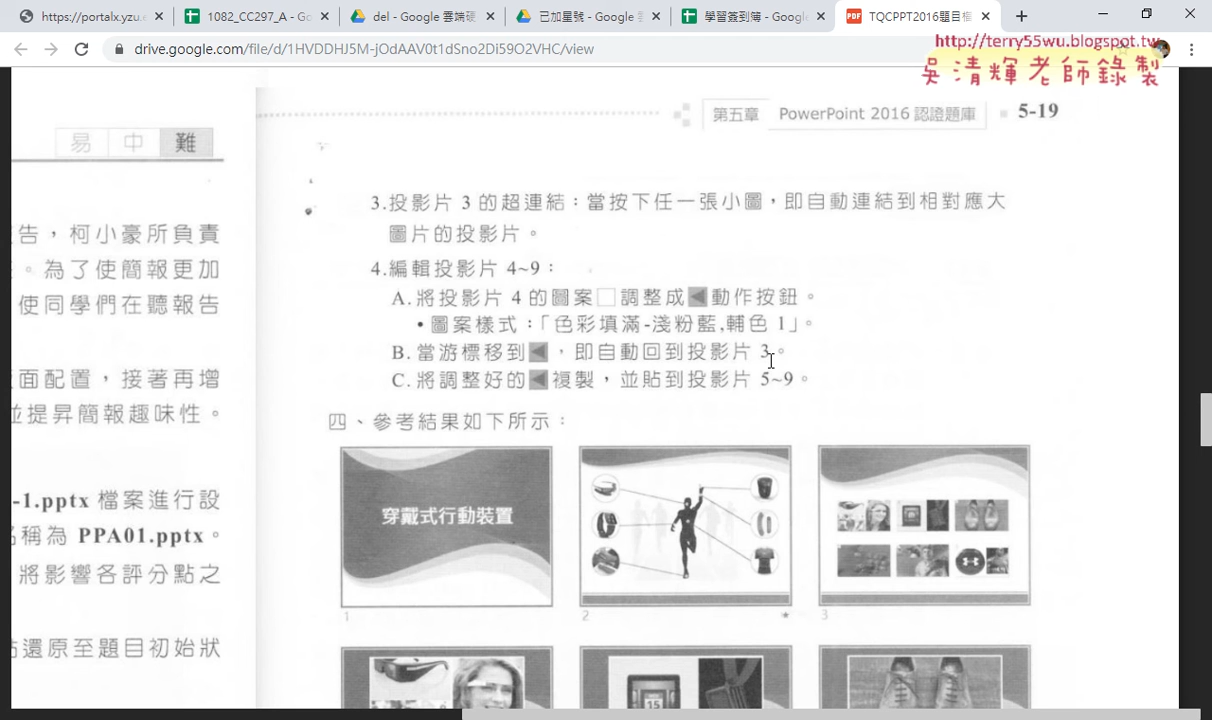 https://portalx.yzu.e
1082_CC297_A - G
del - Google 雲端硬
已加星號 - Google 雲
學習簽到簿 - Goog
TQCPPT2016題目檔
drive.google.com/file/d/1HVDDHJ5M-jOdAAV0t1dSno2Di59O2VHC/view
http://terry55wu.blogspot.tw
吳清輝老師錄製
第五章 PowerPoint 2016 認證題庫 5-19
易 中 難
3.投影片 3 的超連結：當按下任一張小圖，即自動連結到相對應大
圖片的投影片。
告，柯小豪所負責
。為了使簡報更加
使同學們在聽報告
4.編輯投影片 4~9：
A.將投影片 4 的圖案□調整成◀動作按鈕。
•圖案樣式：「色彩填滿-淺粉藍,輔色 1」。
B.當游標移到◀，即自動回到投影片 3。
C.將調整好的◀複製，並貼到投影片 5~9。
面配置，接著再增
並提昇簡報趣味性。
四、參考結果如下所示：
-1.pptx 檔案進行設
名稱為 PPA01.pptx。
將影響各評分點之
占還原至題目初始狀
穿戴式行動裝置
1
2
3
15